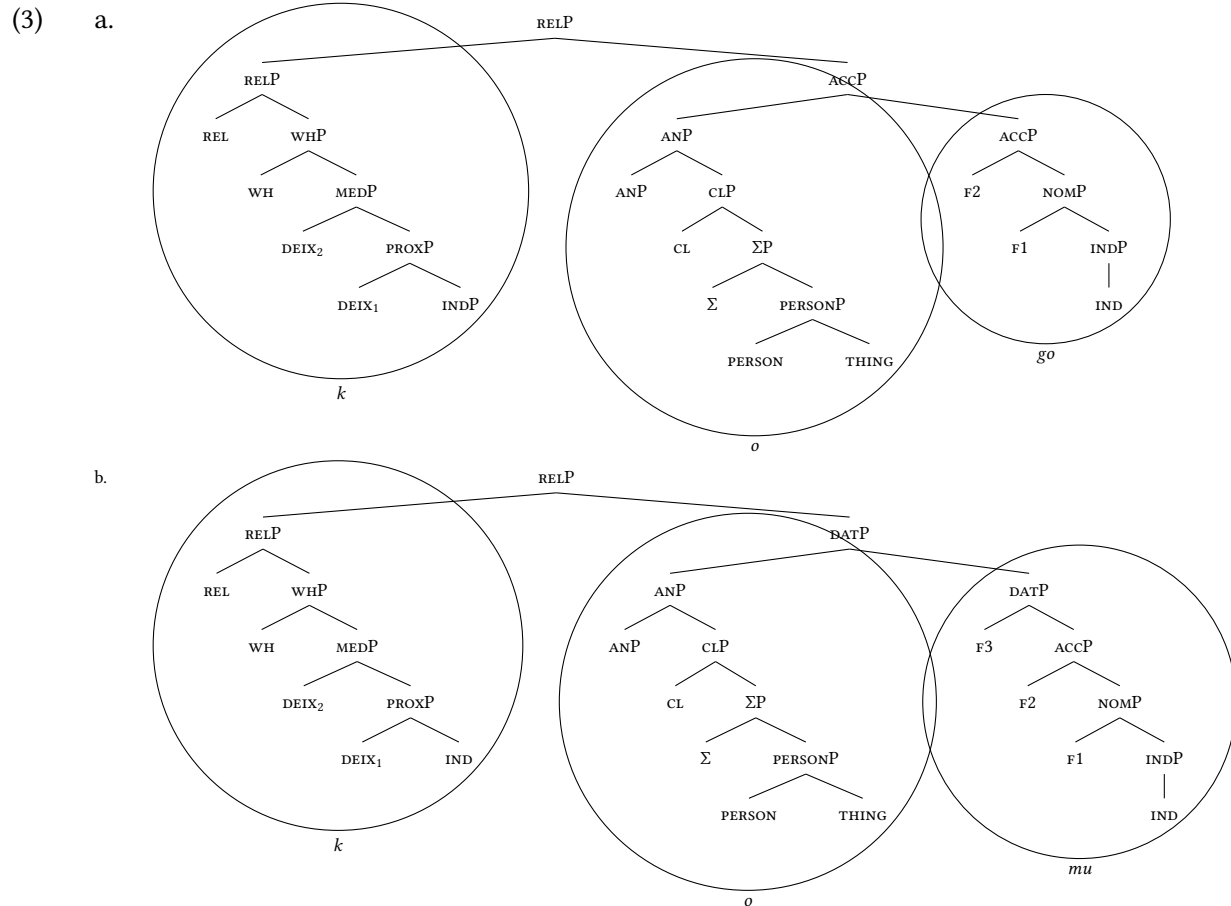 (3) a. RELP
RELP ACCP
REL WHP ANP ACCP
WH MEDP ANP CLP F2 NOMP
DEIX₂ PROXP CL ΣP F1 INDP
DEIX₁ INDP Σ PERSONP IND
PERSON THING
go
k
o
b. RELP
RELP DATP
REL WHP ANP DATP
WH MEDP ANP CLP F3 ACCP
DEIX₂ PROXP CL ΣP F2 NOMP
DEIX₁ IND Σ PERSONP F1 INDP
PERSON THING IND
k
mu
o